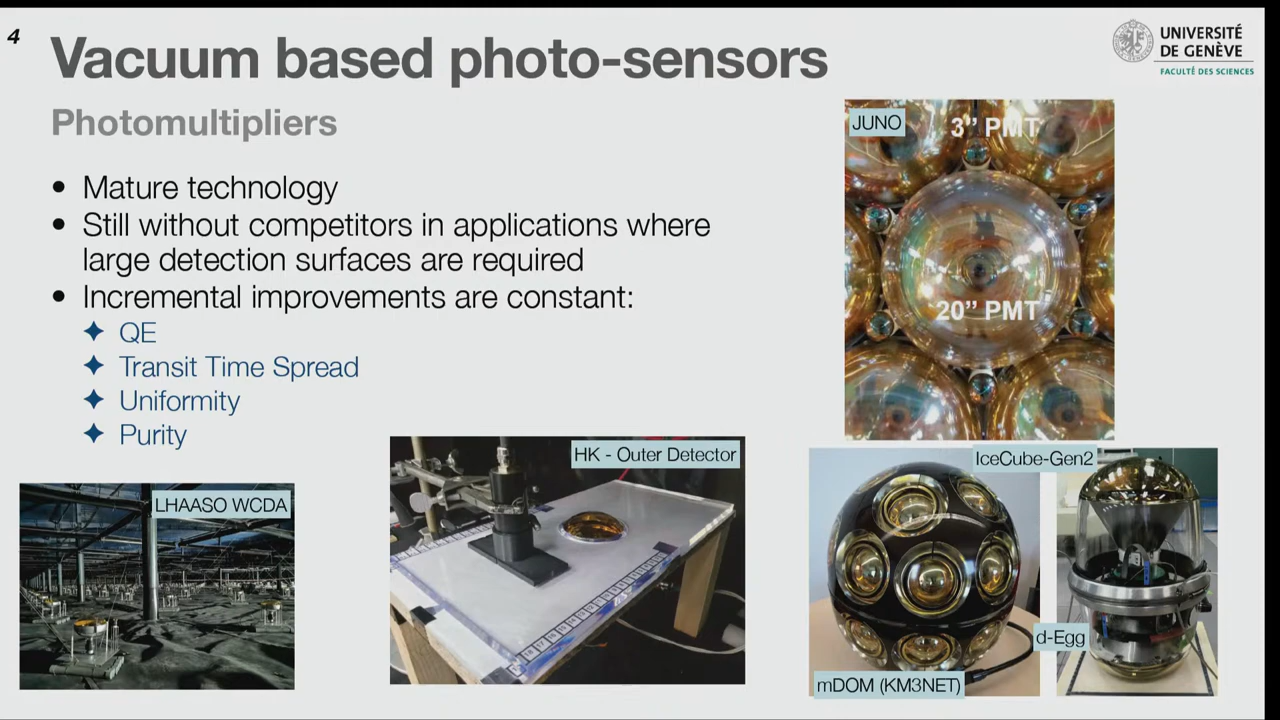 4
Vacuum based photo-sensors
UNIVERSITÉ
DE GENÈVE
FACULTÉ DES SCIENCES
Photomultipliers
• Mature technology
• Still without competitors in applications where
large detection surfaces are required
• Incremental improvements are constant:
✦ QE
✦ Transit Time Spread
✦ Uniformity
✦ Purity
JUNO
3” PMT
20” PMT
LHAASO WCDA
HK - Outer Detector
IceCube-Gen2
d-Egg
mDOM (KM3NET)